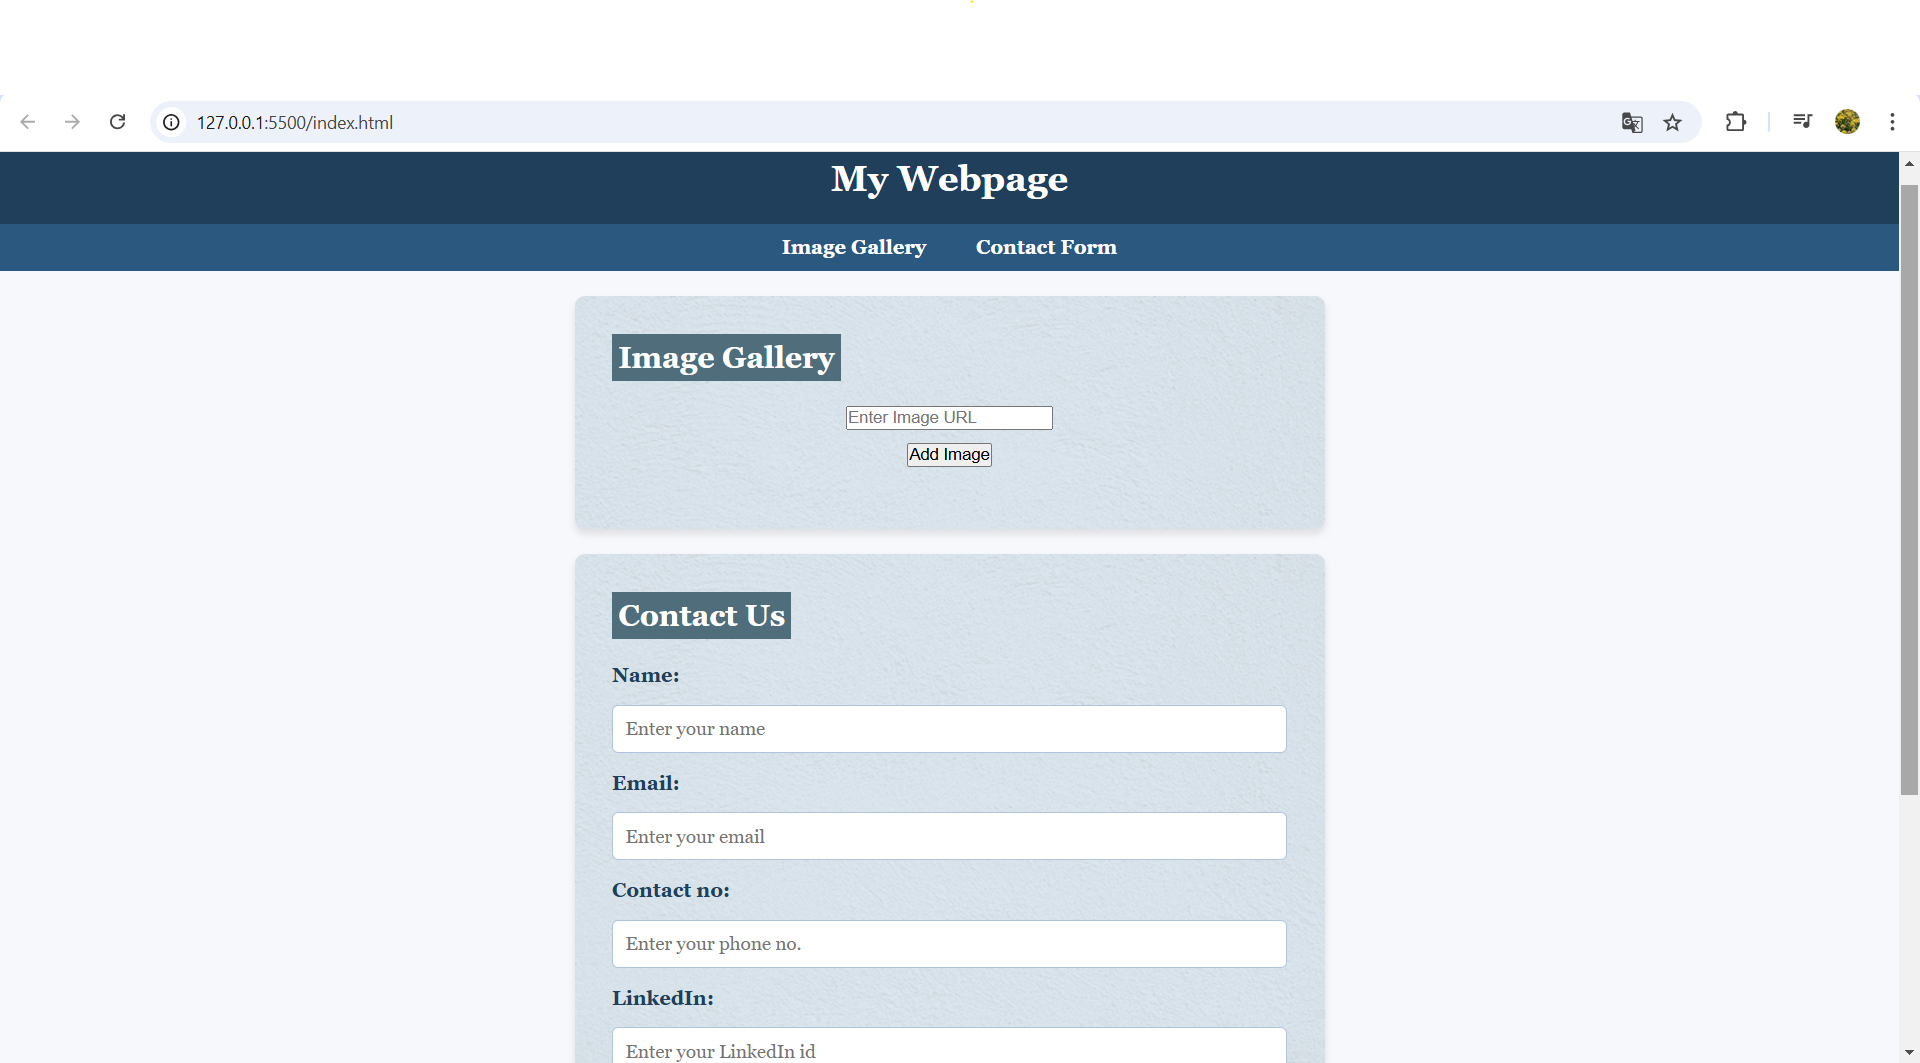 127.0.0.1:5500/index.html
My Webpage
Image Gallery Contact Form
Image Gallery
Enter Image URL
Add Image
Contact Us
Name:
Enter your name
Email:
Enter your email
Contact no:
Enter your phone no.
LinkedIn:
Enter your LinkedIn id